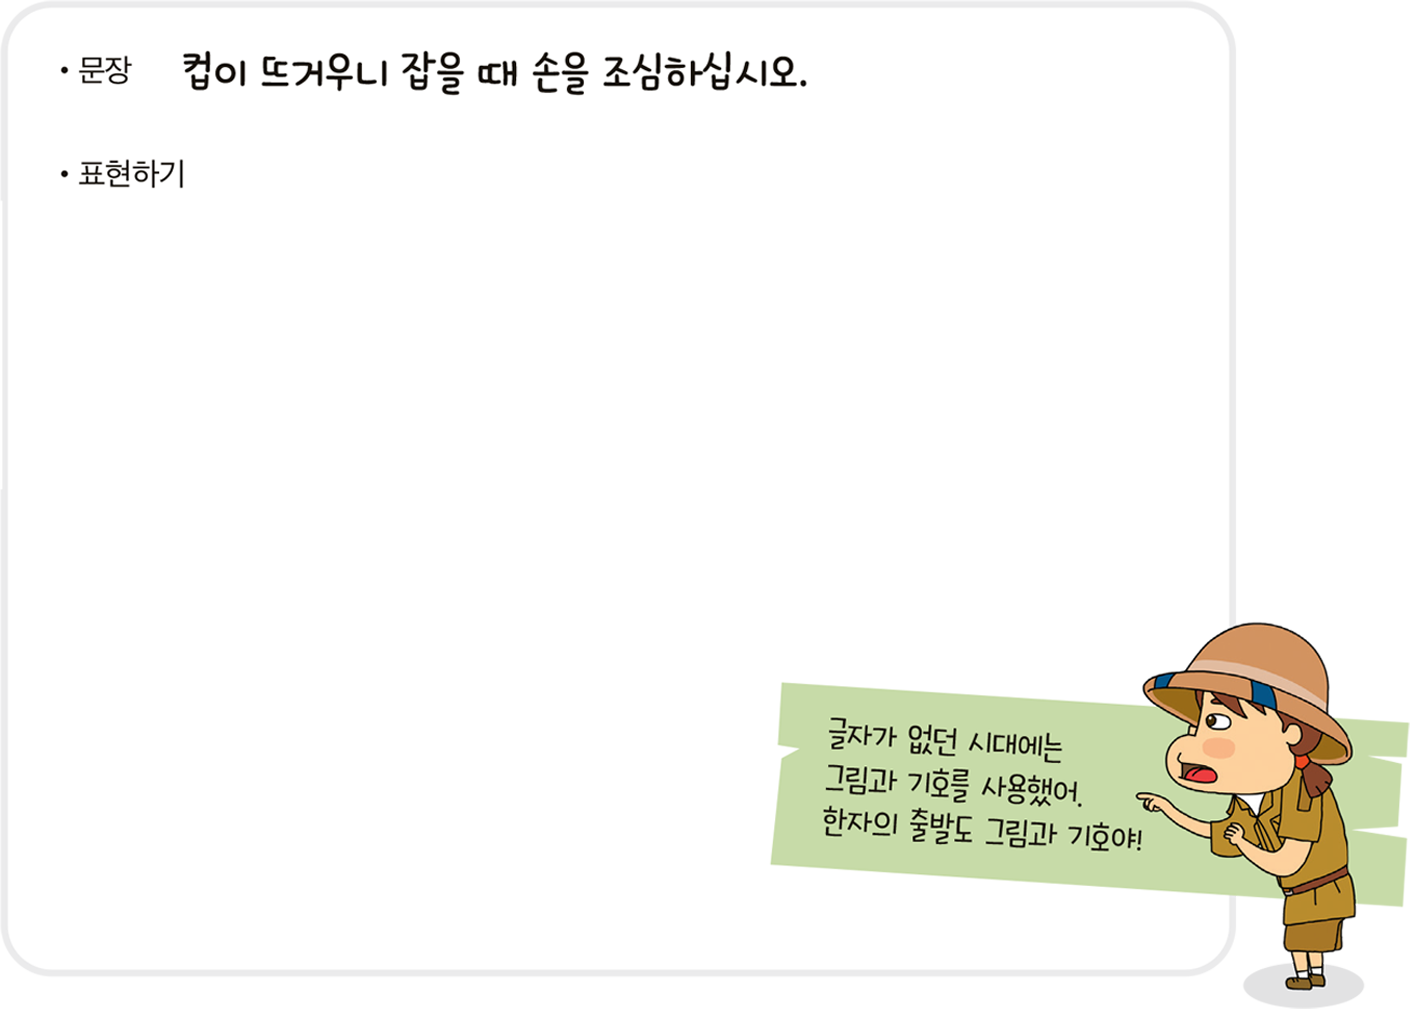 • 문장 컵이 뜨거우니 잡을 때 손을 조심하십시오.
• 표현하기
글자가 없던 시대에는
그림과 기호를 사용했어.
한자의 출발도 그림과 기호야!